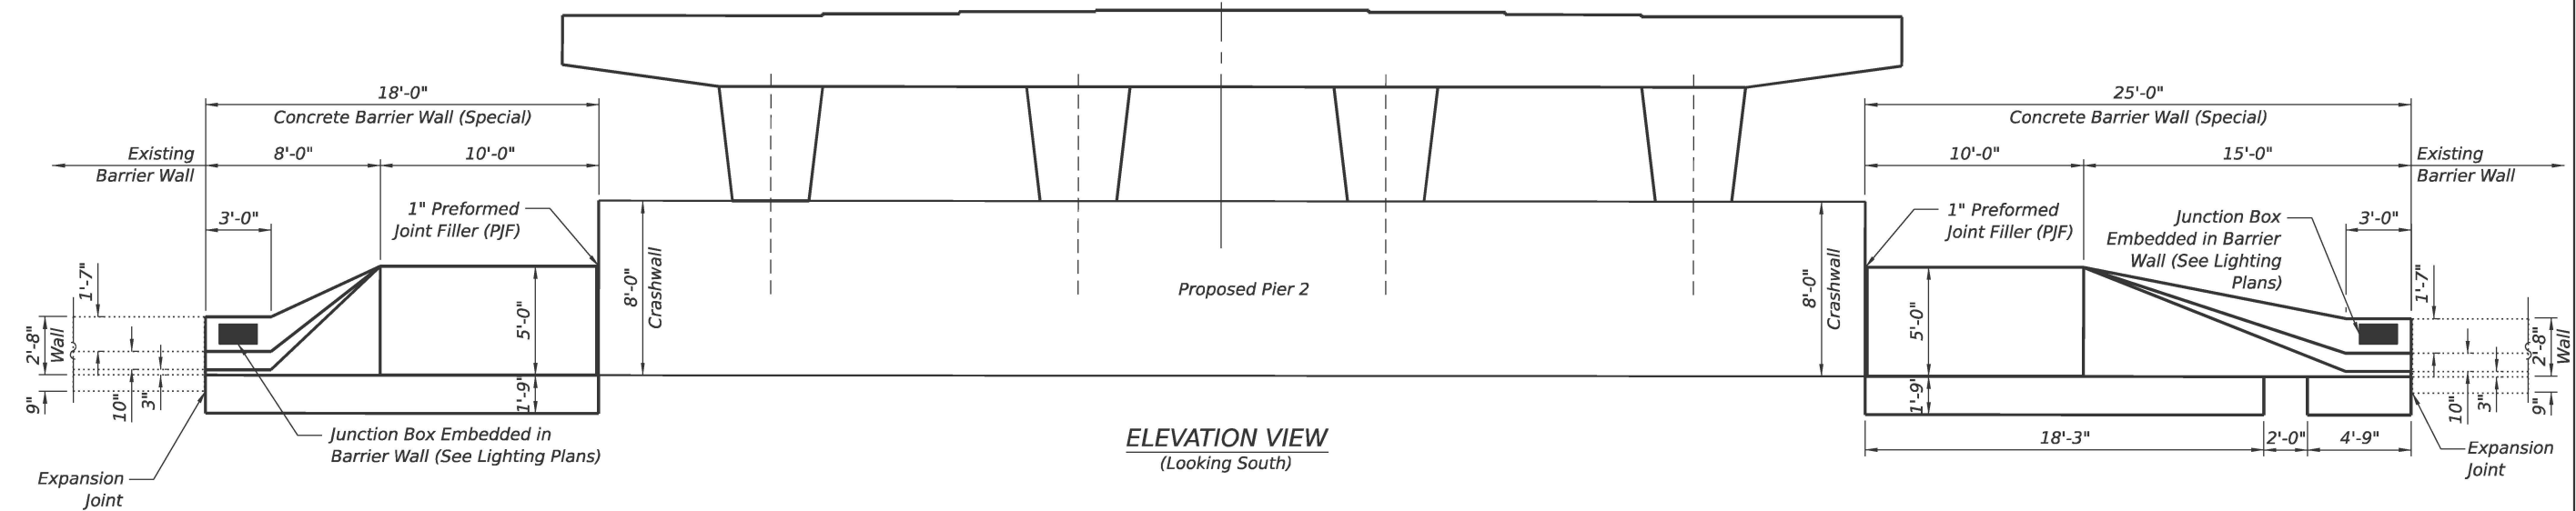 18'-0"
Concrete Barrier Wall (Special)
Existing
Barrier Wall
8'-0"
10'-0"
3'-0"
1" Preformed
Joint Filler (PJF)
1'-7"
2'-8"
Wall
9"
10"
3"
5'-0"
1'-9"
8'-0"
Crashwall
Junction Box Embedded in
Barrier Wall (See Lighting Plans)
Expansion
Joint
Proposed Pier 2
ELEVATION VIEW
(Looking South)
25'-0"
Concrete Barrier Wall (Special)
10'-0"
15'-0"
Existing
Barrier Wall
1" Preformed
Joint Filler (PJF)
Junction Box
Embedded in Barrier
Wall (See Lighting
Plans)
3'-0"
8'-0"
Crashwall
5'-0"
1'-9"
1'-7"
2'-8"
Wall
10"
3"
9"
18'-3"
2'-0"
4'-9"
Expansion
Joint